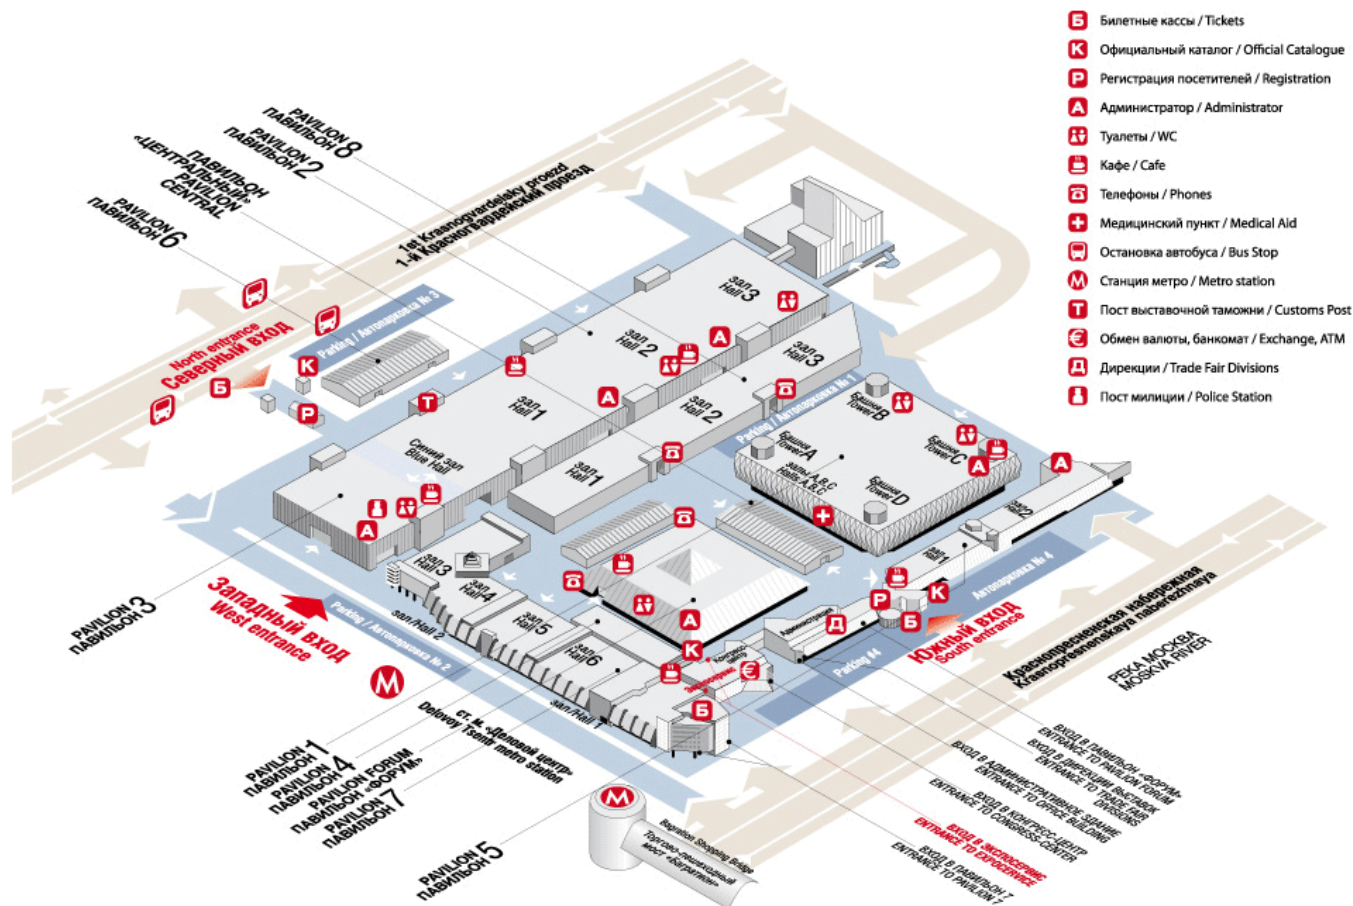 Билетные кассы / Tickets
Официальный каталог / Official Catalogue
Регистрация посетителей / Registration
Администратор / Administrator
Туалеты / WC
Кафе / Cafe
Телефоны / Phones
Медицинский пункт / Medical Aid
Остановка автобуса / Bus Stop
Станция метро / Metro station
Пост выставочной таможни / Customs Post
Обмен валюты, банкомат / Exchange, ATM
Дирекции / Trade Fair Divisions
Пост милиции / Police Station
PAVILION 8
ПАВИЛЬОН
PAVILION 2
ПАВИЛЬОН
ПАВИЛЬОН
«ЦЕНТРАЛЬНЫЙ»
PAVILION
CENTRAL
PAVILION 6
ПАВИЛЬОН
1st Krasnogvardeisky proezd
1-й Красногвардейский проезд
North entrance
Северный вход
Parking / Автопарковка № 3
Б
К
Р
Т
зал
Hall 3
зал
Hall 2
зал
Hall 1
Синий зал
Blue Hall
А
А
А
зал
Hall 3
зал
Hall 2
зал
Hall 1
Parking / Автопарковка № 1
Башня
Tower B
Башня
Tower A
Башня
Tower C
Башня
Tower D
залы A,B,C
Halls A,B,C
А
А
зал
Hall 2
зал
Hall 1
Автопарковка № 4
Parking #4
К
Р
Б
Южный вход
South entrance
Администрация
Д
Краснопресненская набережная
Krasnopresnenskaya naberezhnaya
РЕКА МОСКВА
MOSKVA RIVER
PAVILION 3
ПАВИЛЬОН
Западный вход
West entrance
Parking / Автопарковка № 2
зал
Hall 3
зал
Hall 4
зал
Hall 5
зал
Hall 6
зал/Hall 2
зал/Hall 1
А
К
Конгресс-
центр
Экспосервис
€
Б
М
ст. м. «Деловой центр»
Delovoy Tsentr metro station
PAVILION 1
ПАВИЛЬОН
PAVILION 4
ПАВИЛЬОН
PAVILION FORUM
ПАВИЛЬОН «ФОРУМ»
PAVILION 7
ПАВИЛЬОН
PAVILION 5
ПАВИЛЬОН
М
Bagration Shopping Bridge
Торгово-пешеходный
мост «Багратион»
ВХОД В ПАВИЛЬОН «ФОРУМ»
ENTRANCE TO PAVILION FORUM
ВХОД В ДИРЕКЦИИ ВЫСТАВОК
ENTRANCE TO TRADE FAIR
DIVISIONS
ВХОД В АДМИНИСТРАТИВНОЕ ЗДАНИЕ
ENTRANCE TO OFFICE BUILDING
ВХОД В КОНГРЕСС-ЦЕНТР
ENTRANCE TO CONGRESS-CENTER
ВХОД В ЭКСПОСЕРВИС
ENTRANCE TO EXPOSERVICE
ВХОД В ПАВИЛЬОН 7
ENTRANCE TO PAVILION 7